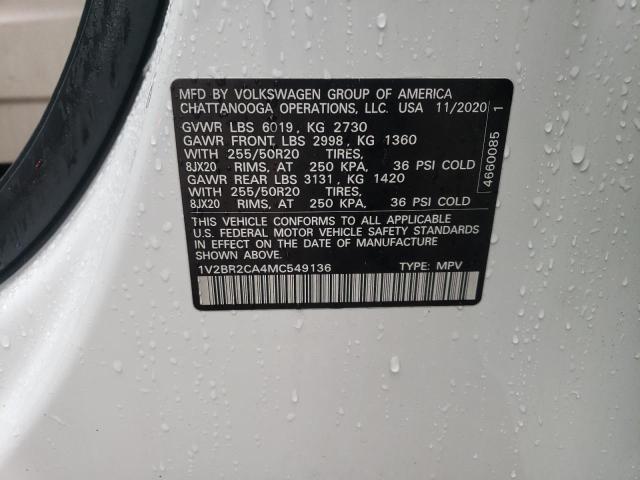 MFD BY VOLKSWAGEN GROUP OF AMERICA
CHATTANOOGA OPERATIONS, LLC. USA 11/2020
GVWR LBS 6019, KG 2730
GAWR FRONT LBS 2998, KG 1360
WITH 255/50R20 TIRES,
8JX20 RIMS, AT 250 KPA, 36 PSI COLD
GAWR REAR LBS 3131, KG 1420
WITH 255/50R20 TIRES,
8JX20 RIMS, AT 250 KPA, 36 PSI COLD
THIS VEHICLE CONFORMS TO ALL APPLICABLE
U.S. FEDERAL MOTOR VEHICLE SAFETY STANDARDS
IN EFFECT ON THE DATE OF MANUFACTURE
SHOWN ABOVE.
1V2BR2CA4MC549136 TYPE: MPV
4680085
1